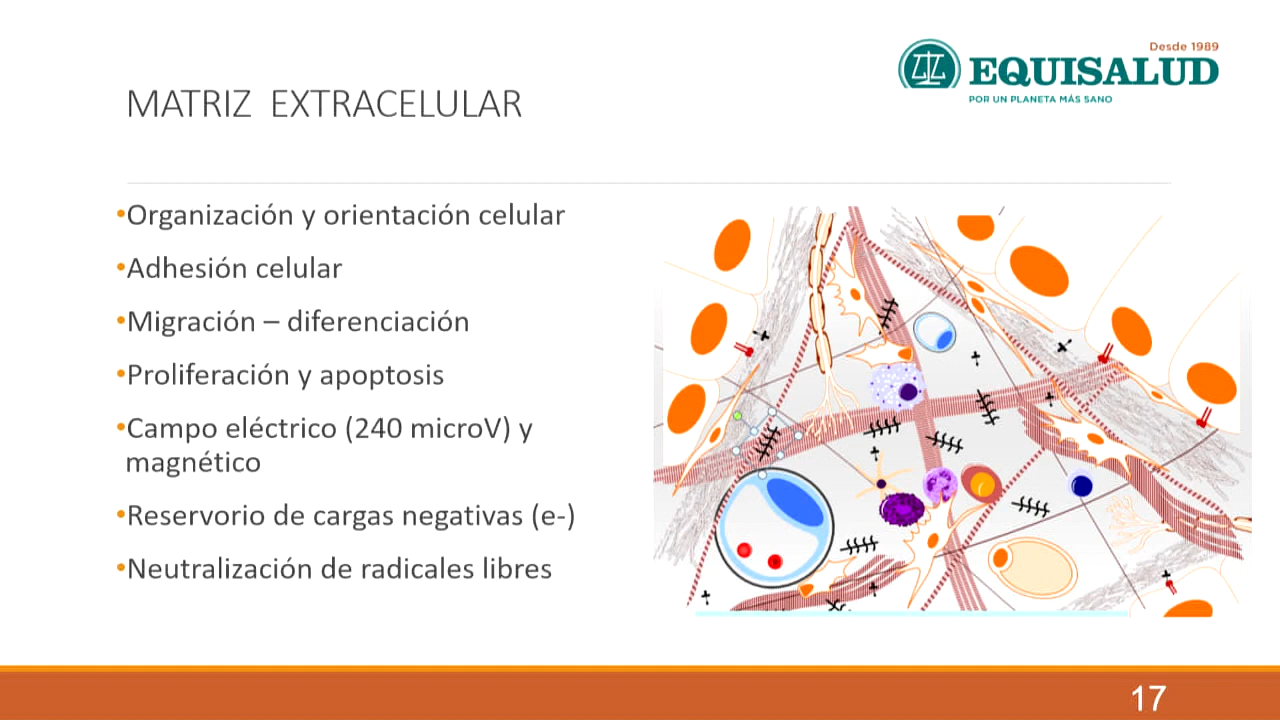 Desde 1989
EQUISALUD
POR UN PLANETA MÁS SANO
MATRIZ EXTRACELULAR
•Organización y orientación celular
•Adhesión celular
•Migración – diferenciación
•Proliferación y apoptosis
•Campo eléctrico (240 microV) y
magnético
•Reservorio de cargas negativas (e-)
•Neutralización de radicales libres
17